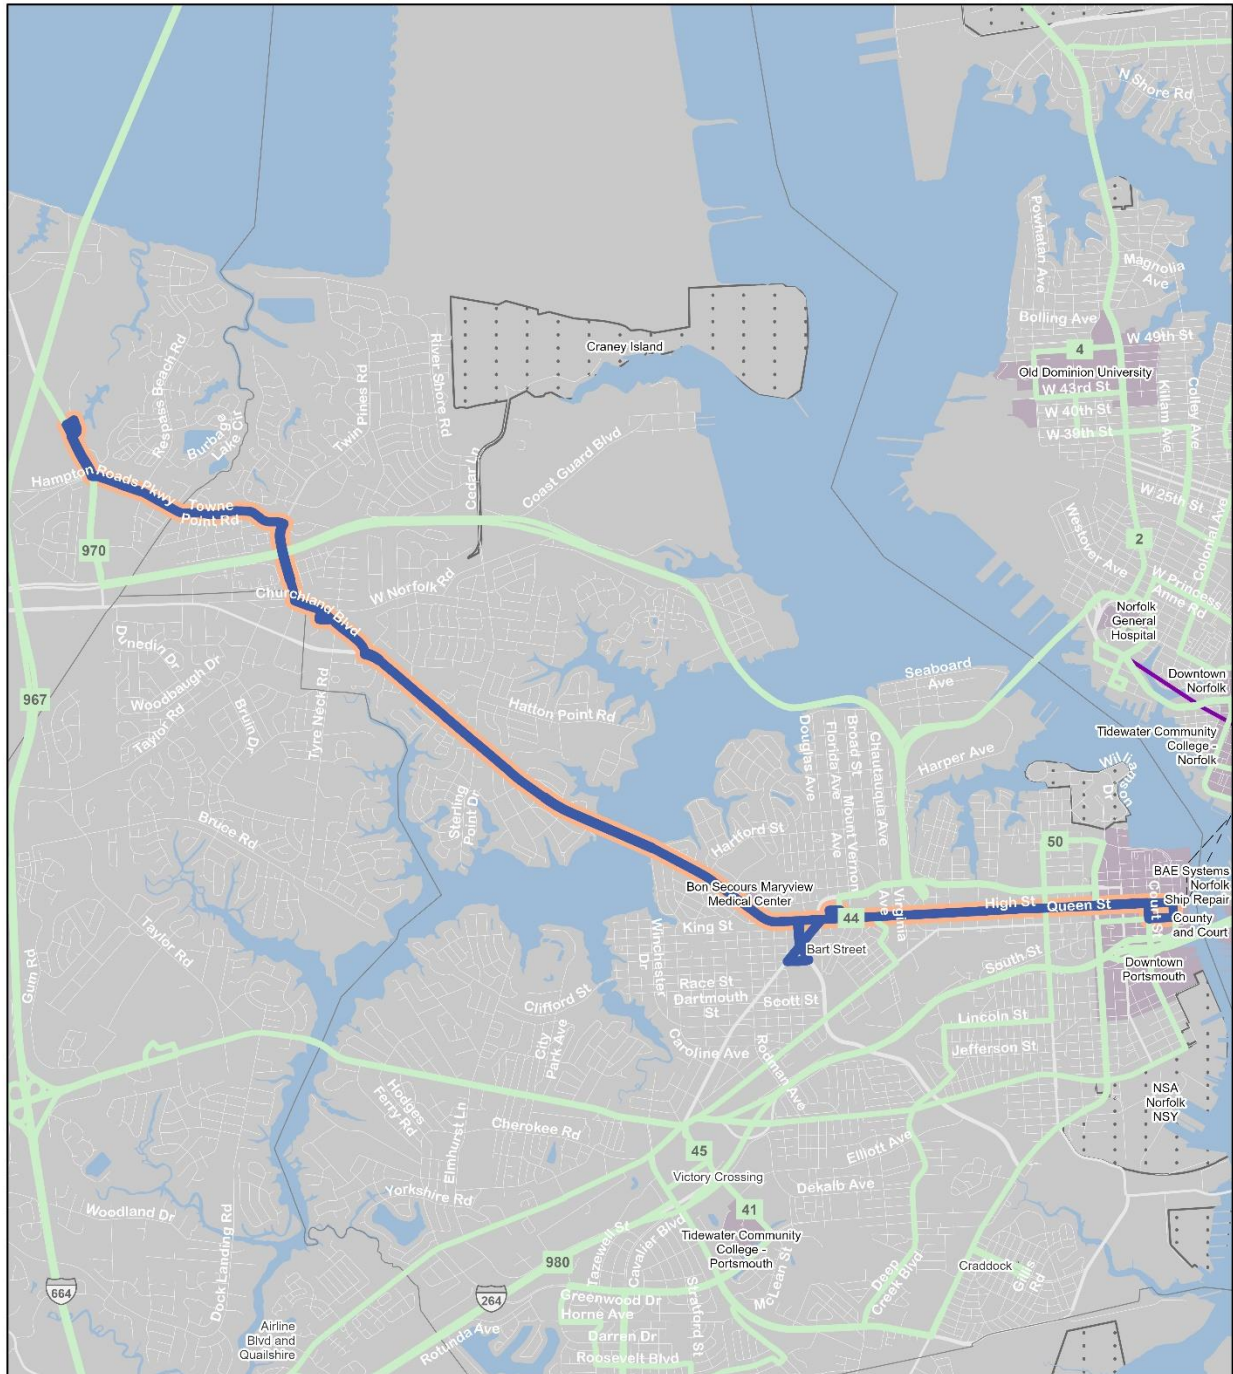 N Shore Rd
Powhatan Ave
Magnolia
Ave
Bolling Ave
W 49th St
4
Old Dominion University
W 43rd St
W 40th St
W 39th St
Killam Ave
Colley Ave
W 25th St
Colonial Ave
2
Westover Ave
W Princess
Anne Rd
Norfolk
General
Hospital
Downtown
Norfolk
Tidewater Community
College -
Norfolk
Craney Island
River Shore Rd
Twin Pines Rd
Respass Beach Rd
Burbage
Lake Cir
Cedar Ln
Coast Guard Blvd
Hampton Roads Pkwy
Towne
Point Rd
970
Churchland Blvd
W Norfolk Rd
Dunedin Dr
Woodbaugh Dr
Taylor Rd
Bruin Dr
Tyre Neck Rd
967
Hatton Point Rd
Seaboard
Ave
Harper Ave
Douglas Ave
Florida Ave
Broad St
Mount Vernon
Ave
Chautauqua Ave
Williamson
Dr
Sterling
Point Dr
Bruce Rd
Hartford St
50
Bon Secours Maryview
Medical Center
BAE Systems
Norfolk
Ship Repair
County
and Court
Court St
High St
Queen St
44
Virginia
Ave
King St
Bart Street
Winchester
Dr
South St
Downtown
Portsmouth
Race St
Dartmouth
St
Scott St
Taylor Rd
Gum Rd
Clifford St
City
Park Ave
Lincoln St
Jefferson St
Caroline Ave
Rodman Ave
NSA
Norfolk
NSY
Hodges
Ferry Rd
Elmhurst Ln
Cherokee Rd
45
Victory Crossing
Elliott Ave
Dekalb Ave
Yorkshire Rd
Woodland Dr
Dock Landing Rd
41
Tidewater Community
College -
Portsmouth
Tazewell St
Cavalier Blvd
980
McLean St
Deep
Creek Blvd
Craddock
Gillis
Rd
664
264
Greenwood Dr
Horne Ave
Stratford St
Airline
Blvd and
Quailshire
Rotunda Ave
Darren Dr
Roosevelt Blvd